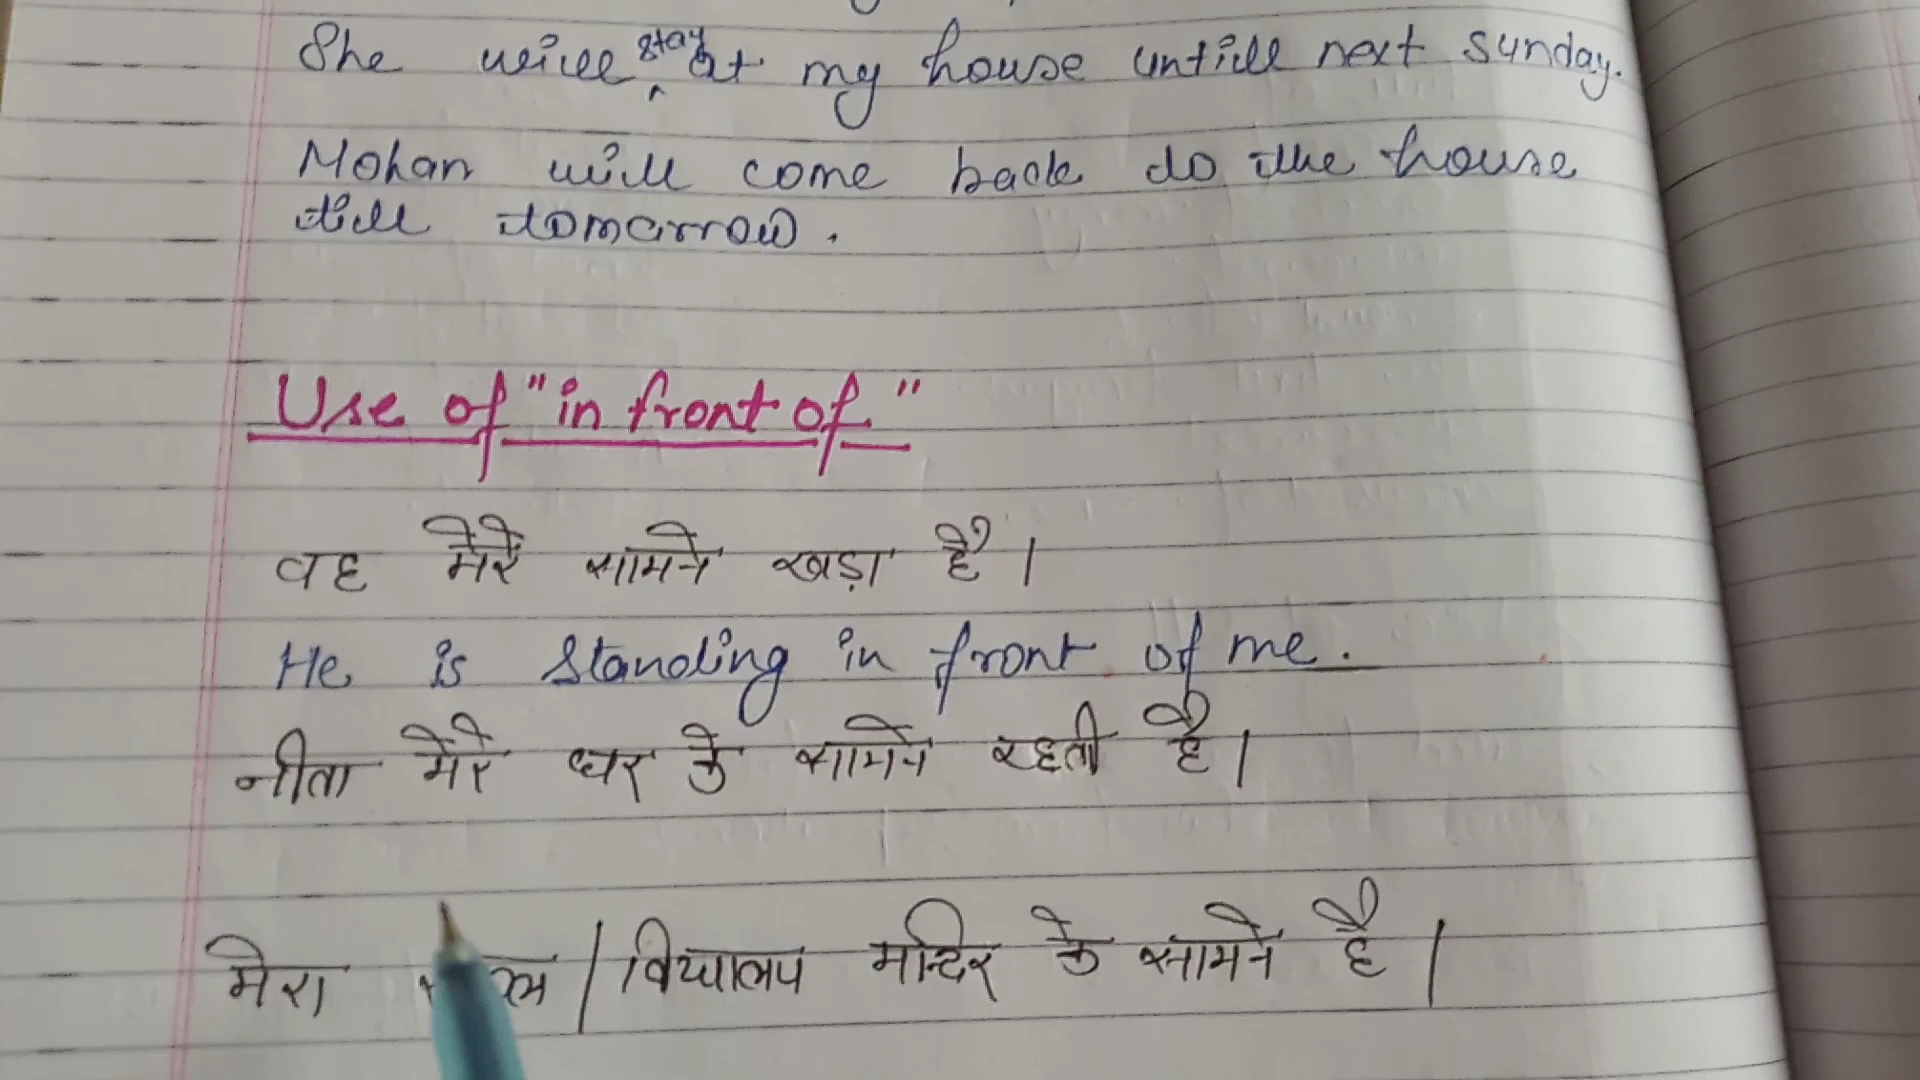 She will stay at my house untill next sunday.
Mohan will come back to the house
till tomorrow.
Use of "in front of"
वह मेरे सामने खड़ा है।
He is standing in front of me.
नीता मेरे घर के सामने रहती है।
मेरा / विद्यालय मन्दिर के सामने है।